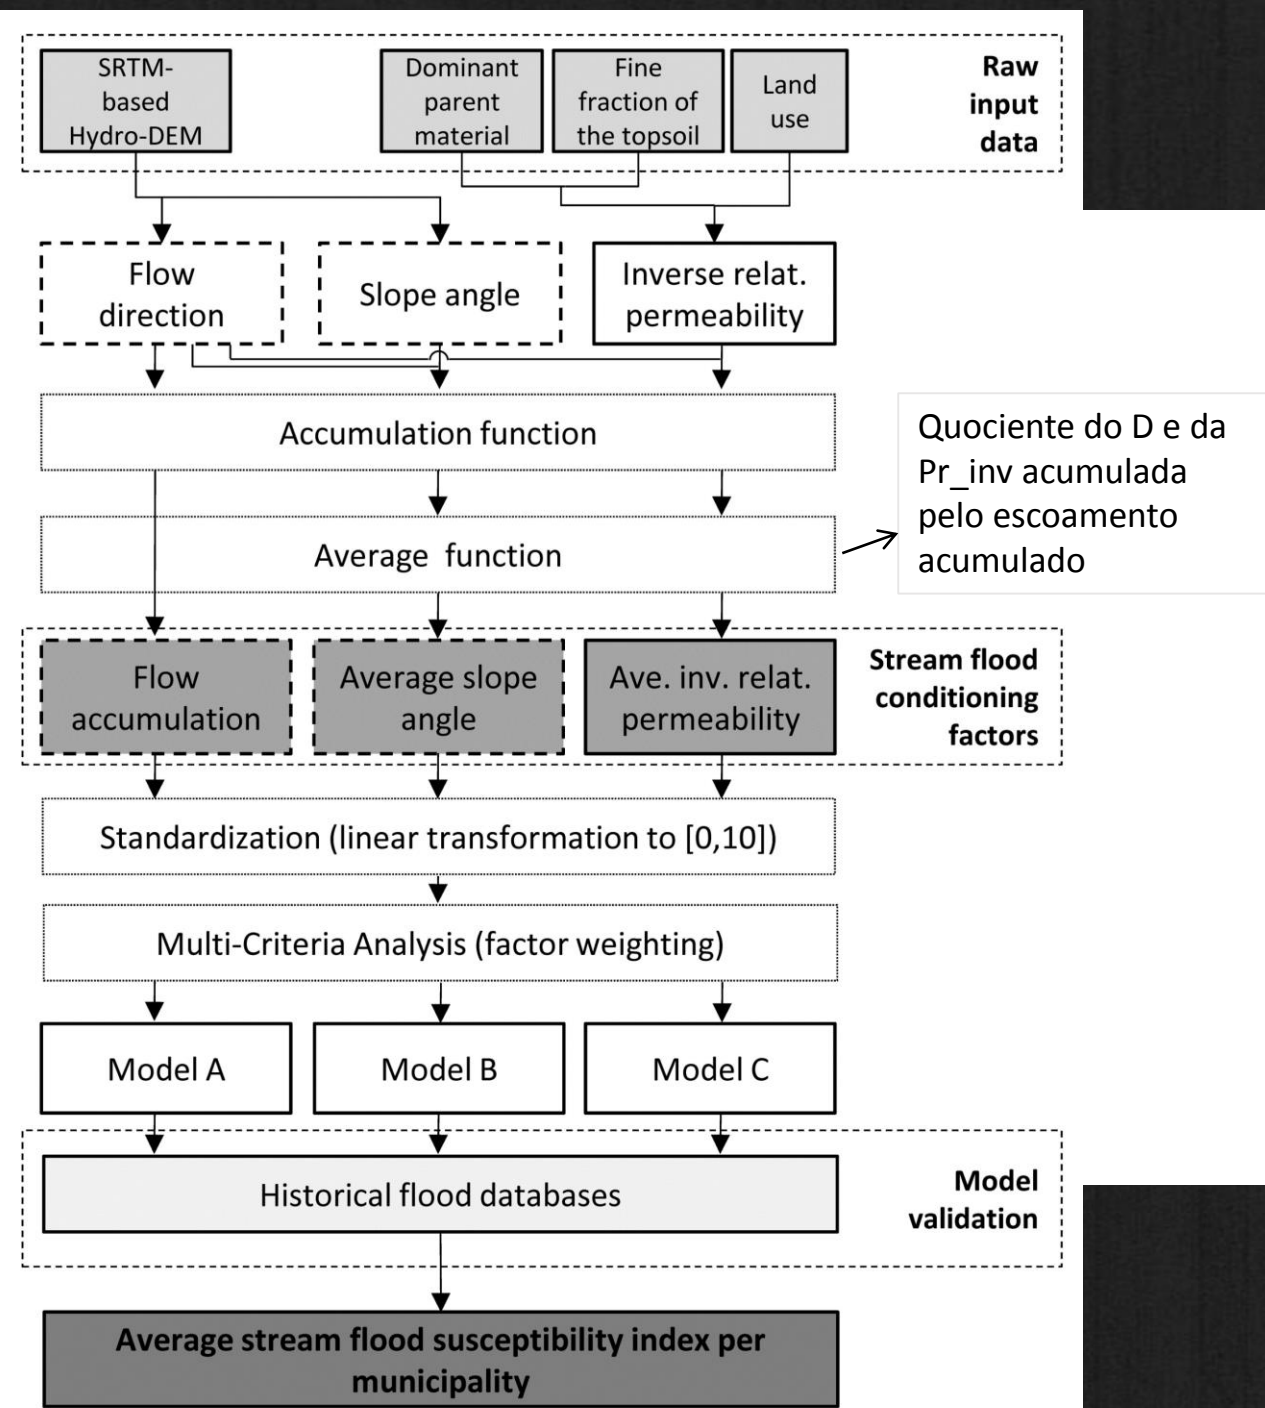 SRTM-
based
Hydro-DEM
Dominant
parent
material
Fine
fraction of
the topsoil
Land
use
Raw
input
data
Flow
direction
Slope angle
Inverse relat.
permeability
Accumulation function
Quociente do D e da
Pr_inv acumulada
pelo escoamento
acumulado
Average function
Flow
accumulation
Average slope
angle
Ave. inv. relat.
permeability
Stream flood
conditioning
factors
Standardization (linear transformation to [0,10])
Multi-Criteria Analysis (factor weighting)
Model A
Model B
Model C
Historical flood databases
Model
validation
Average stream flood susceptibility index per
municipality